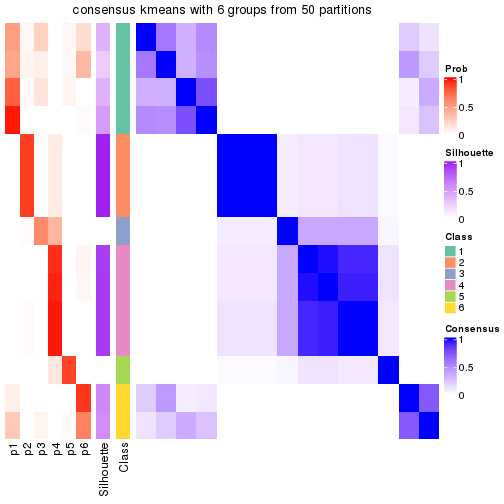 consensus kmeans with 6 groups from 50 partitions
Prob
1
0.5
0
Silhouette
1
0.5
0
Class
1
2
3
4
5
6
Consensus
1
0.5
0
p1
p2
p3
p4
p5
p6
Silhouette
Class